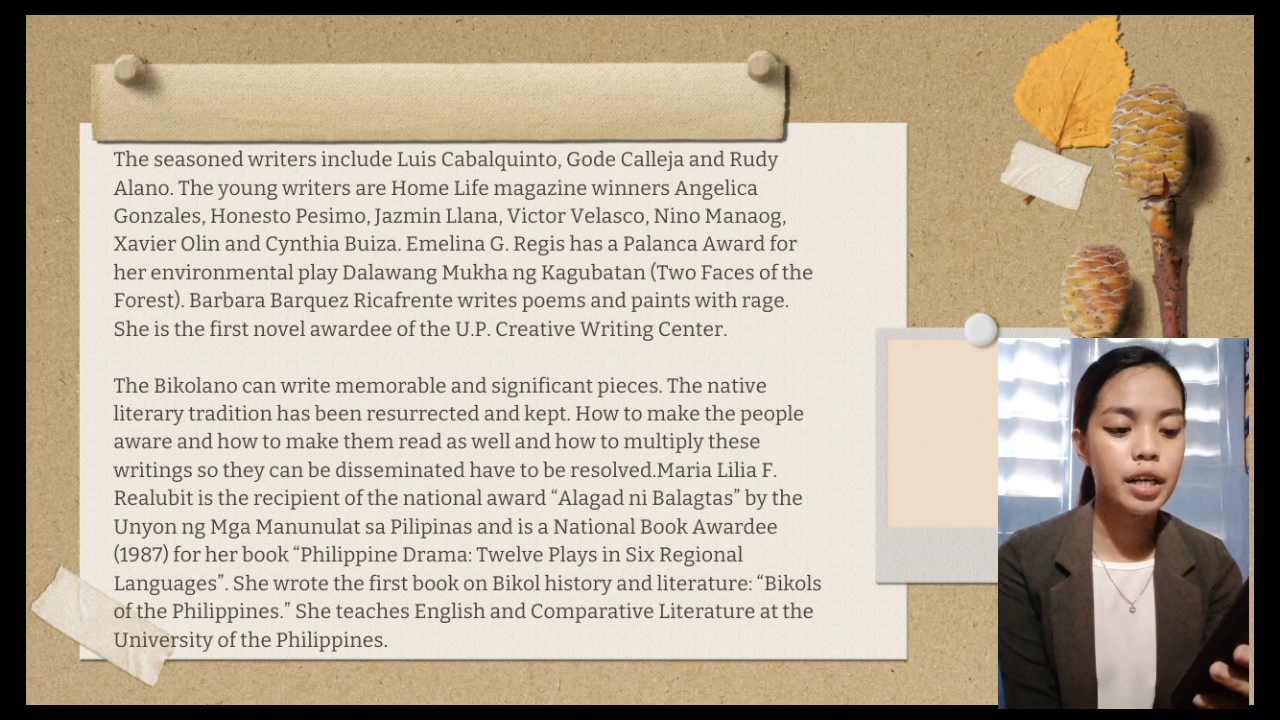 The seasoned writers include Luis Cabalquinto, Gode Calleja and Rudy
Alano. The young writers are Home Life magazine winners Angelica
Gonzales, Honesto Pesimo, Jazmin Llana, Victor Velasco, Nino Manaog,
Xavier Olin and Cynthia Buiza. Emelina G. Regis has a Palanca Award for
her environmental play Dalawang Mukha ng Kagubatan (Two Faces of the
Forest). Barbara Barquez Ricafrente writes poems and paints with rage.
She is the first novel awardee of the U.P. Creative Writing Center.
The Bikolano can write memorable and significant pieces. The native
literary tradition has been resurrected and kept. How to make the people
aware and how to make them read as well and how to multiply these
writings so they can be disseminated have to be resolved.Maria Lilia F.
Realubit is the recipient of the national award “Alagad ni Balagtas” by the
Unyon ng Mga Manunulat sa Pilipinas and is a National Book Awardee
(1987) for her book “Philippine Drama: Twelve Plays in Six Regional
Languages”. She wrote the first book on Bikol history and literature: “Bikols
of the Philippines.” She teaches English and Comparative Literature at the
University of the Philippines.